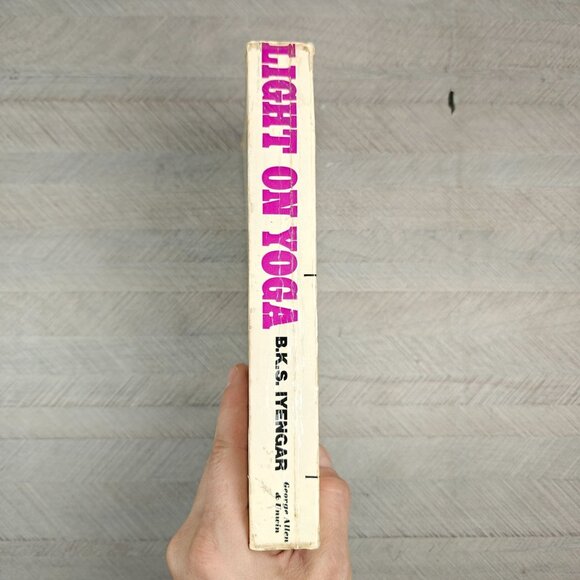 LIGHT ON YOGA
B.K.S. IYENGAR
George Allen
& Unwin